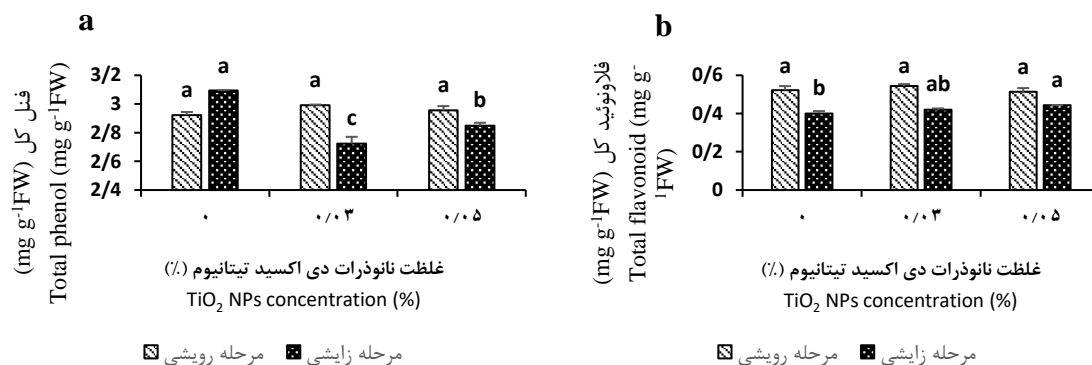 a
فنل کل (mg g-1FW)
Total phenol (mg g-1FW)
3/2
3
2/8
2/6
2/4
a
a
a
c
a
b
۰
۰/۰۳
۰/۰۵
غلظت نانوذرات دی اکسید تیتانیوم (٪)
TiO2 NPs concentration (%)
مرحله رویشی
مرحله زایشی
b
فلاونوئید کل (mg g-1FW)
Total flavonoid (mg g-
1FW)
0/6
0/4
0/2
0
a
b
a
ab
a
a
۰
۰/۰۳
۰/۰۵
غلظت نانوذرات دی اکسید تیتانیوم (٪)
TiO2 NPs concentration (%)
مرحله رویشی
مرحله زایشی